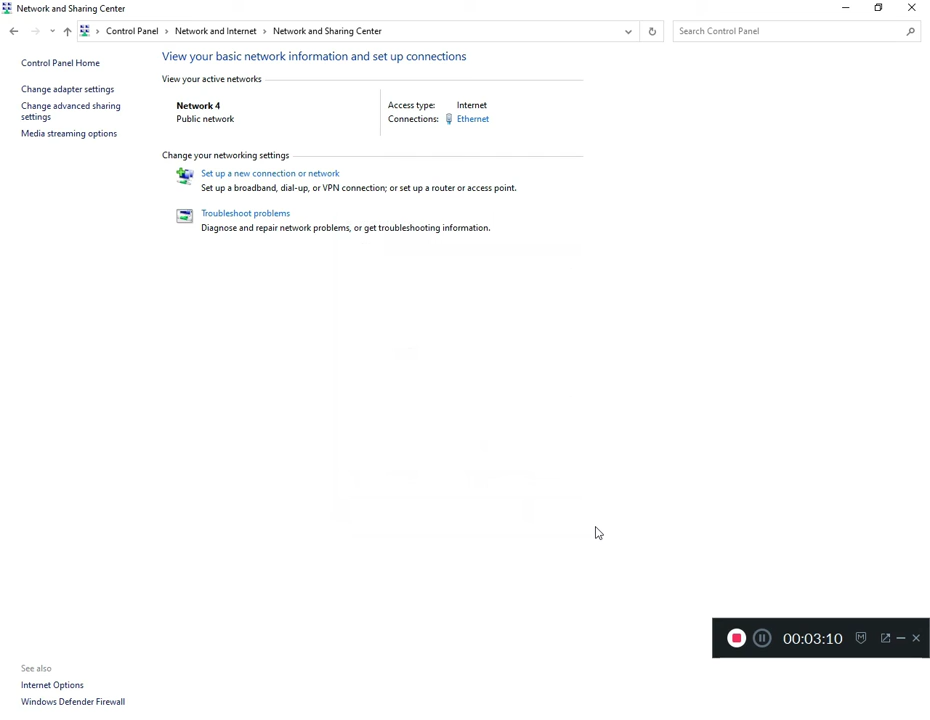 Network and Sharing Center
Control Panel > Network and Internet > Network and Sharing Center
Search Control Panel
Control Panel Home
Change adapter settings
Change advanced sharing
settings
Media streaming options
View your basic network information and set up connections
View your active networks
Network 4
Public network
Access type: Internet
Connections: Ethernet
Change your networking settings
Set up a new connection or network
Set up a broadband, dial-up, or VPN connection; or set up a router or access point.
Troubleshoot problems
Diagnose and repair network problems, or get troubleshooting information.
00:03:10
See also
Internet Options
Windows Defender Firewall